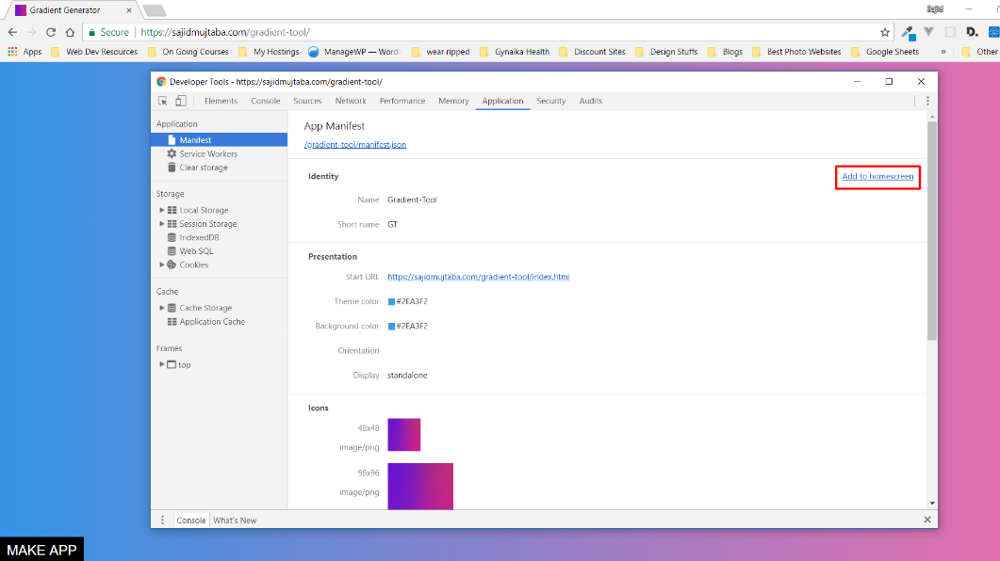 Gradient Generator
Sajid
Secure https://sajidmujtaba.com/gradient-tool/
Apps Web Dev Resources On Going Courses My Hostings ManageWP — Word wear ripped Gynaika Health Discount Sites Design Stuffs Blogs Best Photo Websites Google Sheets » Other
Developer Tools - https://sajidmujtaba.com/gradient-tool/
Elements Console Sources Network Performance Memory Application Security Audits
Application
Manifest
Service Workers
Clear storage
Storage
Local Storage
Session Storage
IndexedDB
Web SQL
Cookies
Cache
Cache Storage
Application Cache
Frames
top
App Manifest
/gradient-tool/manifest.json
Identity
Add to homescreen
Name Gradient-Tool
Short name GT
Presentation
Start URL https://sajidmujtaba.com/gradient-tool/index.html
Theme color #2EA3F2
Background color #2EA3F2
Orientation
Display standalone
Icons
48x48
image/png
96x96
image/png
Console What's New
MAKE APP